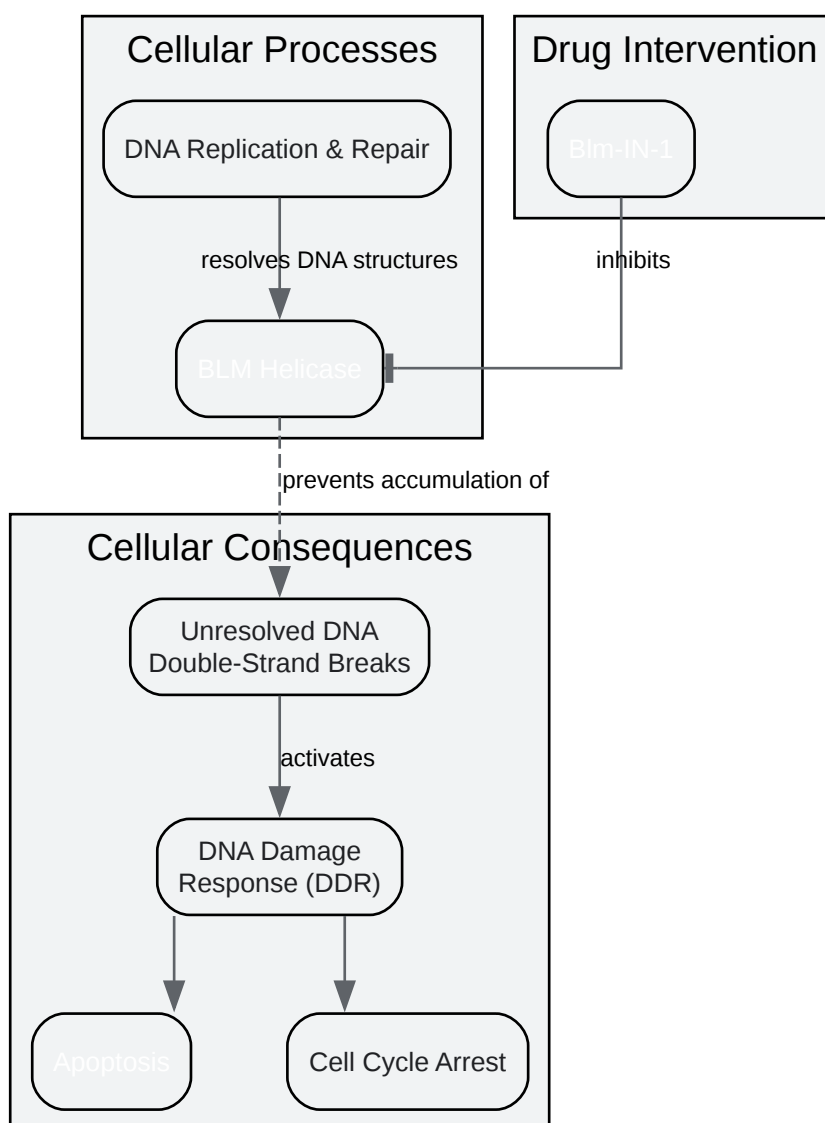 Cellular Processes
Drug Intervention
DNA Replication & Repair
Blm-IN-1
resolves DNA structures
inhibits
BLM Helicase
prevents accumulation of
Cellular Consequences
Unresolved DNA
Double-Strand Breaks
activates
DNA Damage
Response (DDR)
Apoptosis
Cell Cycle Arrest